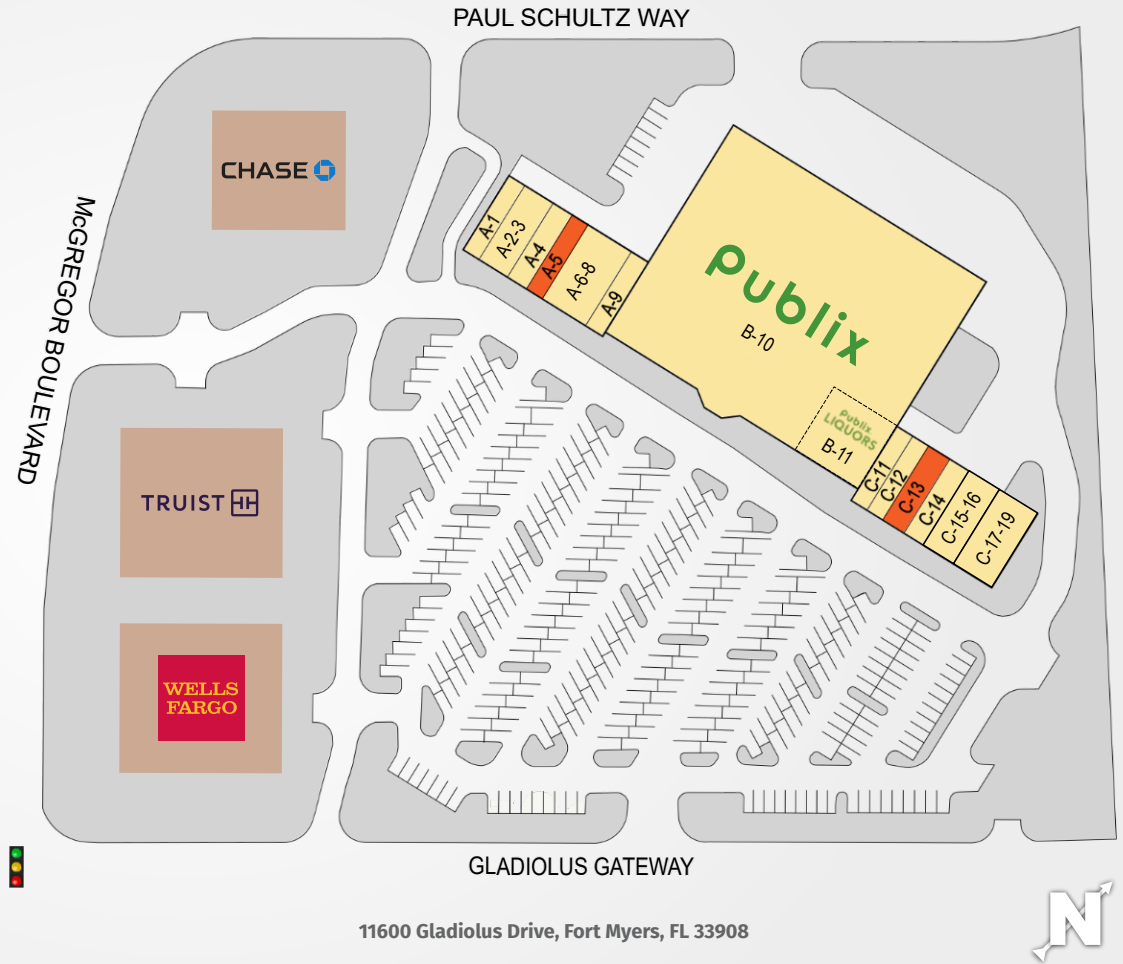 PAUL SCHULTZ WAY
CHASE
McGREGOR BOULEVARD
A-1
A-2-3
A-4
A-5
A-6-8
A-9
Publix
B-10
Publix
LIQUORS
B-11
C-11
C-12
C-13
C-14
C-15-16
C-17-19
TRUIST
WELLS
FARGO
GLADIOLUS GATEWAY
11600 Gladiolus Drive, Fort Myers, FL 33908
N